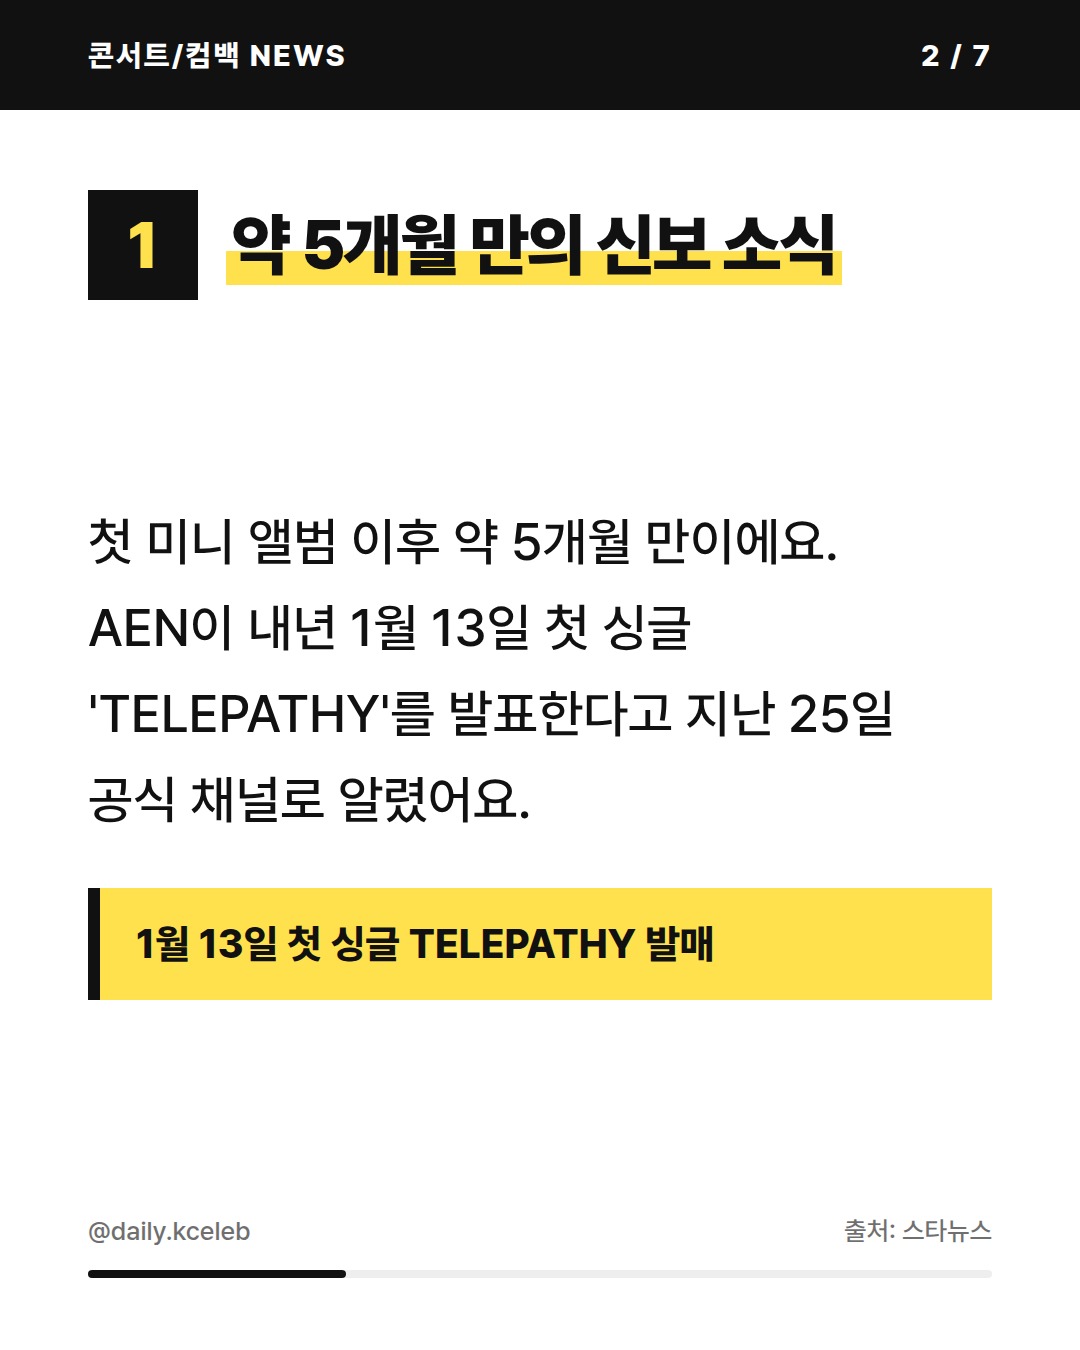 콘서트/컴백 NEWS
2 / 7
1
약 5개월 만의 신보 소식
첫 미니 앨범 이후 약 5개월 만이에요.
AEN이 내년 1월 13일 첫 싱글
'TELEPATHY'를 발표한다고 지난 25일
공식 채널로 알렸어요.
1월 13일 첫 싱글 TELEPATHY 발매
@daily.kceleb
출처: 스타뉴스